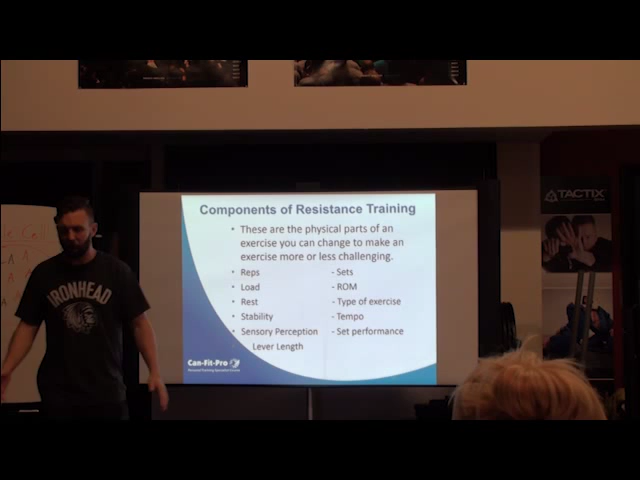 Components of Resistance Training
• These are the physical parts of an
exercise you can change to make an
exercise more or less challenging.
• Reps - Sets
• Load - ROM
• Rest - Type of exercise
• Stability - Tempo
• Sensory Perception - Set performance
Lever Length
Can-Fit-Pro
IRONHEAD
TACTIX